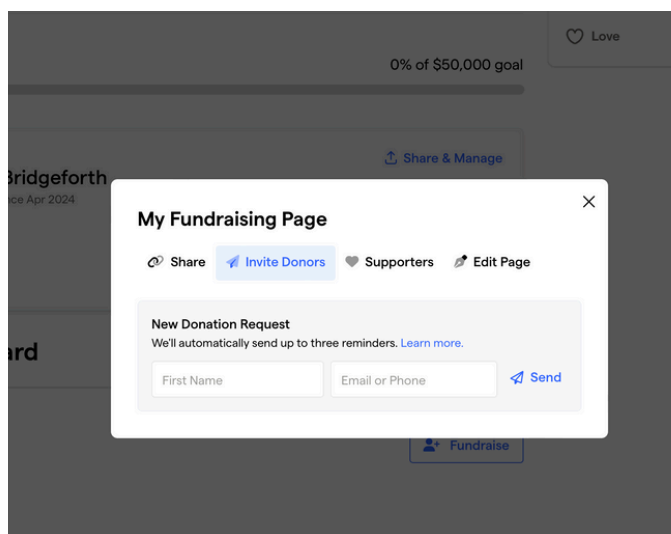 Love
0% of $50,000 goal
Share & Manage
Bridgeforth
Apr 2024
My Fundraising Page
Share
Invite Donors
Supporters
Edit Page
New Donation Request
We'll automatically send up to three reminders. Learn more.
First Name
Email or Phone
Send
Fundraise